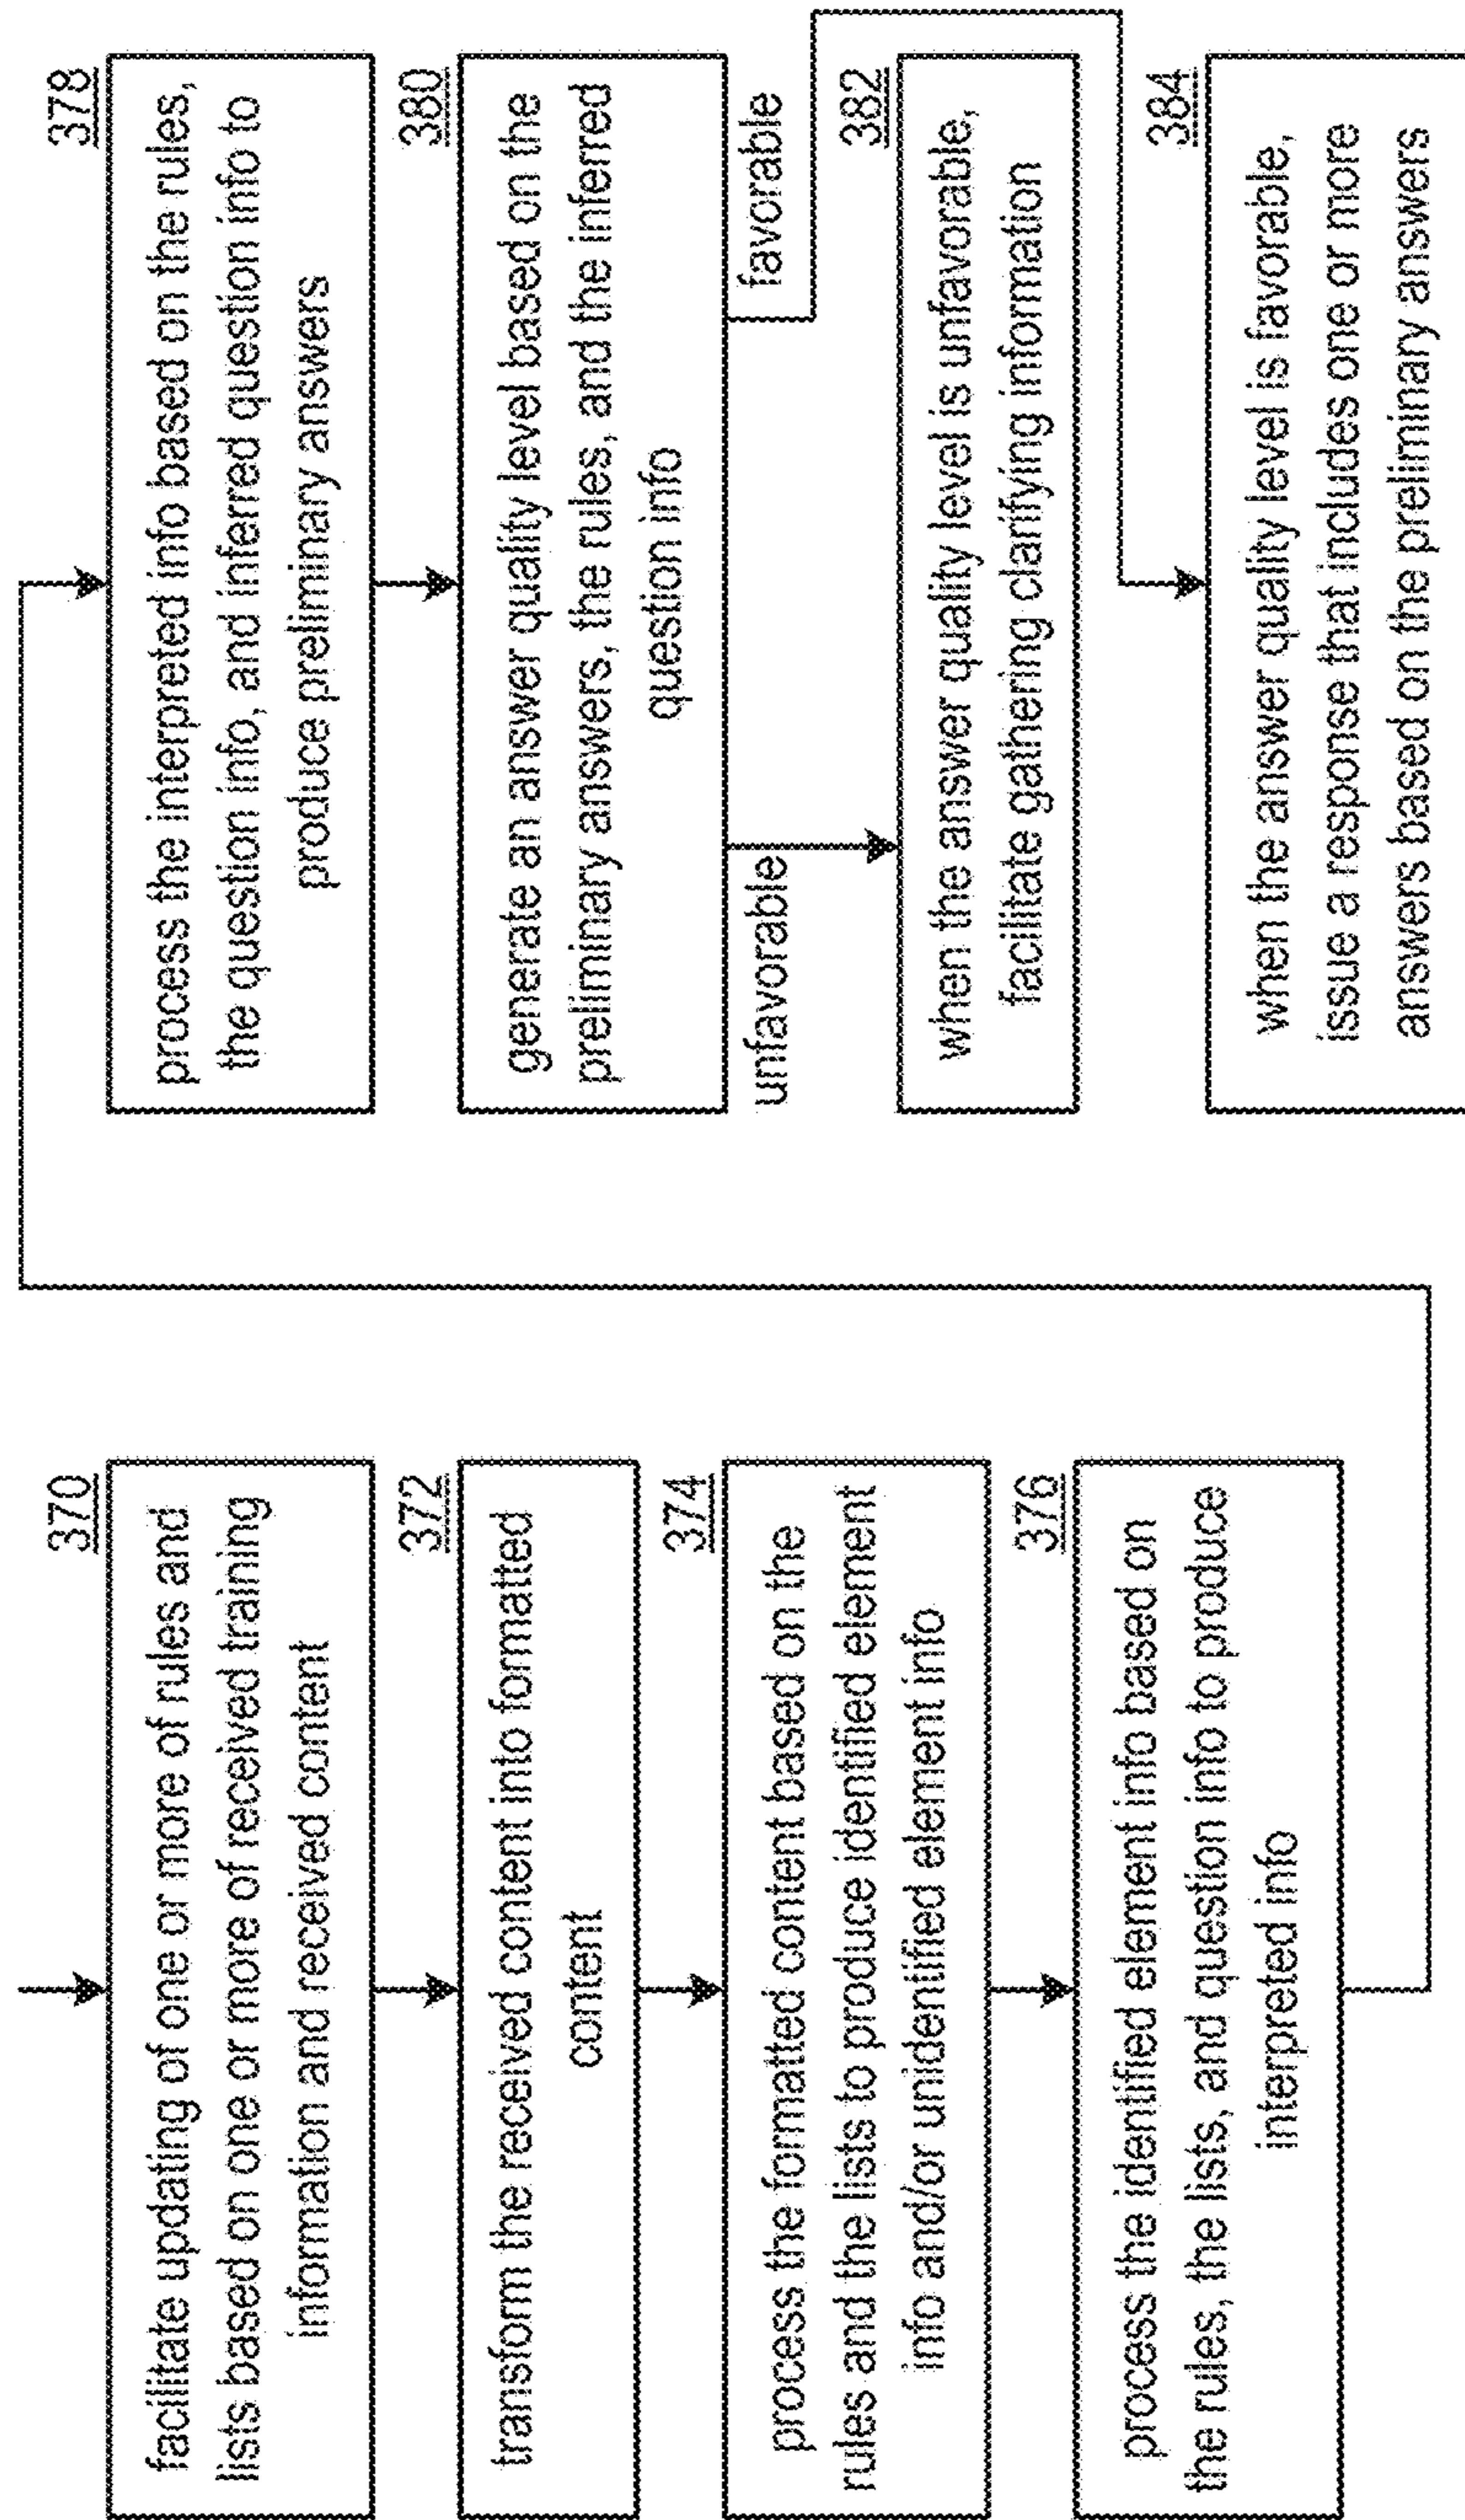 370
facilitate updating of one or more of rules and
lists based on one or more of received training
information and received content
372
transform the received content into formatted
content
374
process the formatted content based on the
rules and the lists to produce identified element
info and/or unidentified element info
376
process the identified element info based on
the rules, the lists, and question info to produce
interpreted info
378
process the interpreted info based on the rules,
the question info, and inferred question info to
produce preliminary answers
380
generate an answer quality level based on the
preliminary answers, the rules, and the inferred
question info
unfavorable
favorable
382
when the answer quality level is unfavorable,
facilitate gathering clarifying information
384
when the answer quality level is favorable,
issue a response that includes one or more
answers based on the preliminary answers